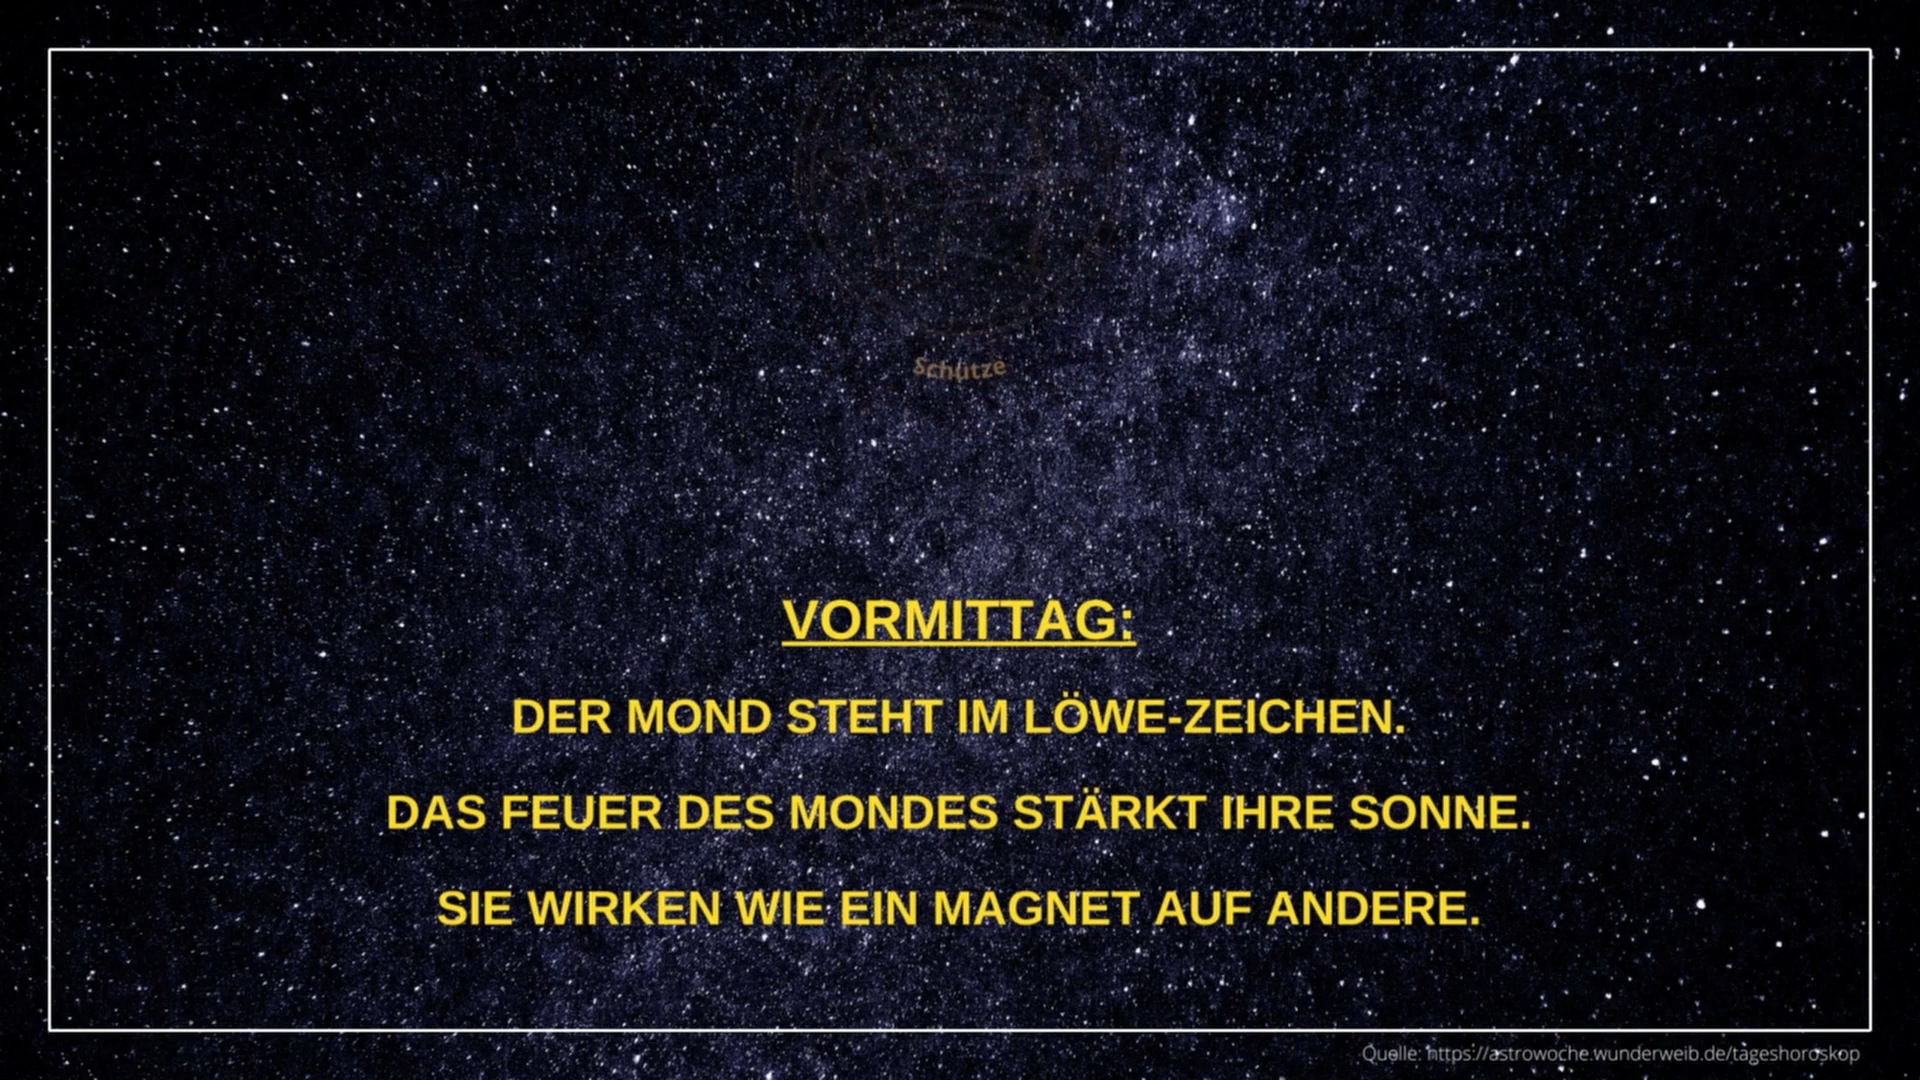 Schütze
VORMITTAG:
DER MOND STEHT IM LÖWE-ZEICHEN.
DAS FEUER DES MONDES STÄRKT IHRE SONNE.
SIE WIRKEN WIE EIN MAGNET AUF ANDERE.
Quelle: https://astrowoche.wunderweib.de/tageshoroskop